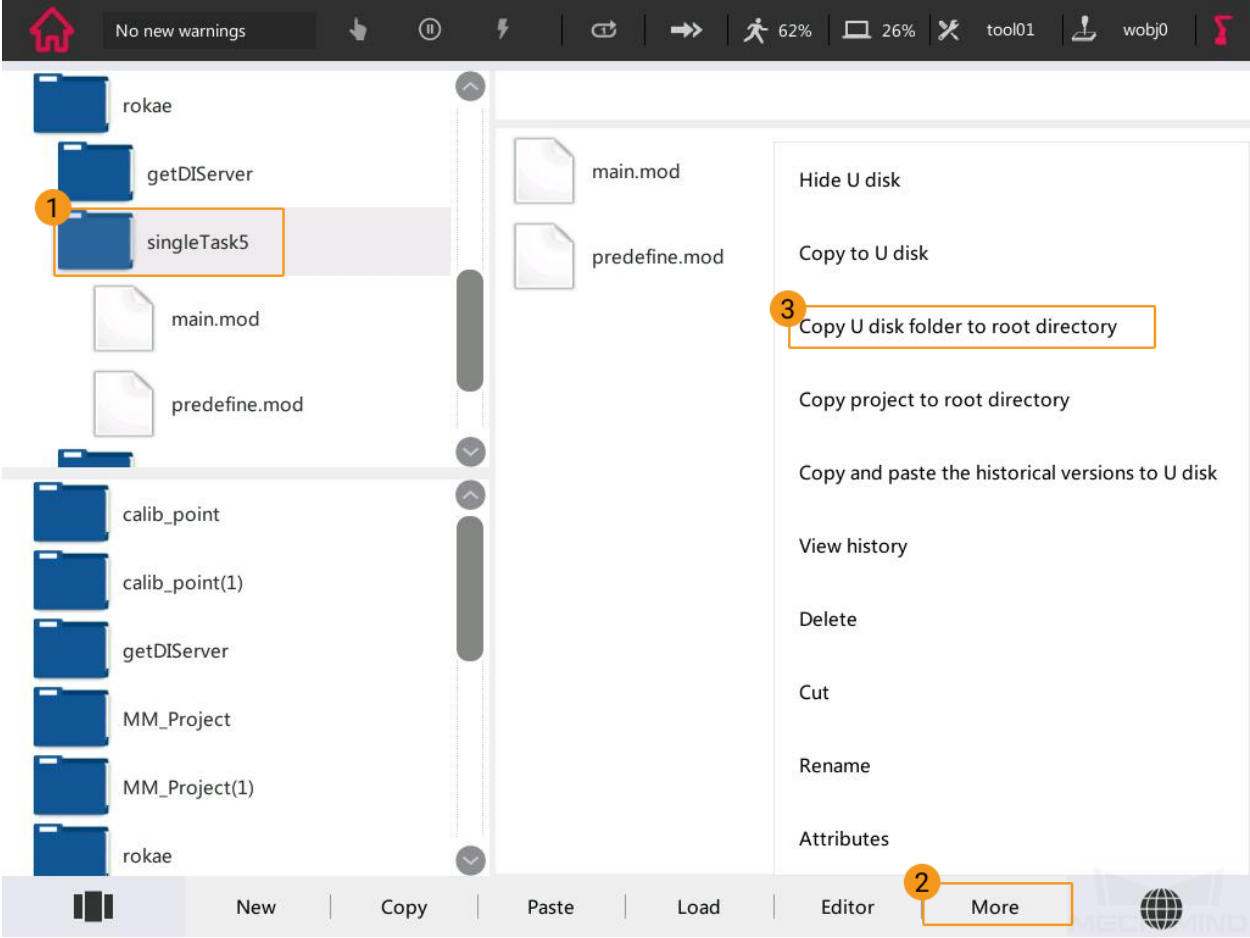 No new warnings
62%
26%
tool01
wobj0
rokae
getDIServer
1
singleTask5
main.mod
predefine.mod
calib_point
calib_point(1)
getDIServer
MM_Project
MM_Project(1)
rokae
main.mod
predefine.mod
Hide U disk
Copy to U disk
3
Copy U disk folder to root directory
Copy project to root directory
Copy and paste the historical versions to U disk
View history
Delete
Cut
Rename
Attributes
2
New
Copy
Paste
Load
Editor
More
MECH MIND